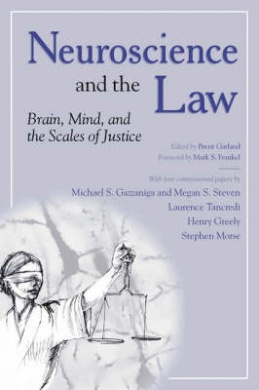 Neuroscience
and the Law
Brain, Mind, and
the Scales of Justice
Edited by Brent Garland
Foreword by Mark S. Frankel
With four commissioned papers by
Michael S. Gazzaniga and Megan S. Steven
Laurence Tancredi
Henry Greely
Stephen Morse